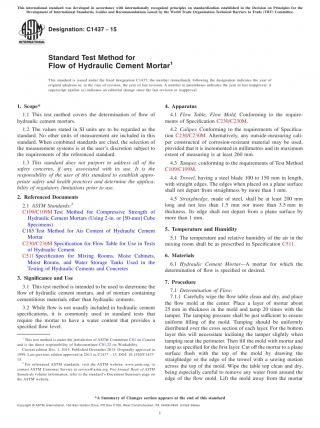 This international standard was developed in accordance with internationally recognized principles on standardization established in the Decision on Principles for the
Development of International Standards, Guides and Recommendations issued by the World Trade Organization Technical Barriers to Trade (TBT) Committee.
Designation: C1437 − 15
INTERNATIONAL
Standard Test Method for
Flow of Hydraulic Cement Mortar1
This standard is issued under the fixed designation C1437; the number immediately following the designation indicates the year of
original adoption or, in the case of revision, the year of last revision. A number in parentheses indicates the year of last reapproval. A
superscript epsilon (ε) indicates an editorial change since the last revision or reapproval.
1. Scope*
1.1 This test method covers the determination of flow of
hydraulic cement mortars.
1.2 The values stated in SI units are to be regarded as the
standard. No other units of measurement are included in this
standard. When combined standards are cited, the selection of
the measurement systems is at the user's discretion subject to
the requirements of the referenced standard.
1.3 This standard does not purport to address all of the
safety concerns, if any, associated with its use. It is the
responsibility of the user of this standard to establish appro-
priate safety and health practices and determine the applica-
bility of regulatory limitations prior to use.
2. Referenced Documents
2.1 ASTM Standards:2
C109/C109M Test Method for Compressive Strength of
Hydraulic Cement Mortars (Using 2-in. or [50-mm] Cube
Specimens)
C185 Test Method for Air Content of Hydraulic Cement
Mortar
C230/C230M Specification for Flow Table for Use in Tests
of Hydraulic Cement
C511 Specification for Mixing Rooms, Moist Cabinets,
Moist Rooms, and Water Storage Tanks Used in the
Testing of Hydraulic Cements and Concretes
3. Significance and Use
3.1 This test method is intended to be used to determine the
flow of hydraulic cement mortars, and of mortars containing
cementitious materials other than hydraulic cements.
3.2 While flow is not usually included in hydraulic cement
specifications, it is commonly used in standard tests that
require the mortar to have a water content that provides a
specified flow level.
1 This test method is under the jurisdiction of ASTM Committee C01 on Cement
and is the direct responsibility of Subcommittee C01.22 on Workability.
Current edition approved
2 For referenced ASTM standards, visit the ASTM website, www.astm.org, or
contact ASTM Customer Service at service@astm.org. For Annual Book of ASTM
Standards volume information, refer to the standard's Document Summary page on
the ASTM website.
4. Apparatus
4.1 Flow Table, Flow Mold, Conforming to the require-
ments of Specification C230/C230M.
4.2 Caliper, Conforming to the requirements of Specifica-
tion C230/C230M. Alternatively, any outside-measuring cali-
per constructed of corrosion-resistant material may be used,
provided that it is incremented in millimetres and its maximum
extent of measuring is at least 200 mm.
4.3 Tamper, conforming to the requirements of Test Method
C109/C109M.
4.4 Trowel, having a steel blade 100 to 150 mm in length,
with straight edges. The edges when placed on a plane surface
shall not depart from straightness by more than 1 mm.
4.5 Straightedge, made of steel, shall be at least 200 mm
long and not less than 1.5 mm nor more than 3.5 mm in
thickness. Its edge shall not depart from a plane surface by
more than 1 mm.
5. Temperature and Humidity
5.1 The temperature and relative humidity of the air in the
mixing room shall be as prescribed in Specification C511.
6. Materials
6.1 Hydraulic Cement Mortar—A mortar for which the
determination of flow is specified or desired.
7. Procedure
7.1 Determination of Flow:
7.1.1 Carefully wipe the flow table clean and dry, and place
the flow mold at the center. Place a layer of mortar about
25 mm in thickness in the mold and tamp 20 times with the
tamper. The tamping pressure shall be just sufficient to ensure
uniform filling of the mold. Tamping should be uniformly
distributed over the cross section of each layer. For the bottom
layer this will necessitate inclining the tamper slightly when
tamping near the perimeter. Then fill the mold with mortar and
tamp as specified for the first layer. Cut off the mortar to a plane
surface flush with the top of the mold by drawing the
straightedge or the edge of the trowel with a sawing motion
across the top of the mold. Wipe the table top clean and dry,
being especially careful to remove any water from around the
edge of the flow mold. Lift the mold away from the mortar
*A Summary of Changes section appears at the end of this standard
Copyright © ASTM International, 100 Barr Harbor Drive, PO Box C700, West Conshohocken, PA 19428-2959. United States
1